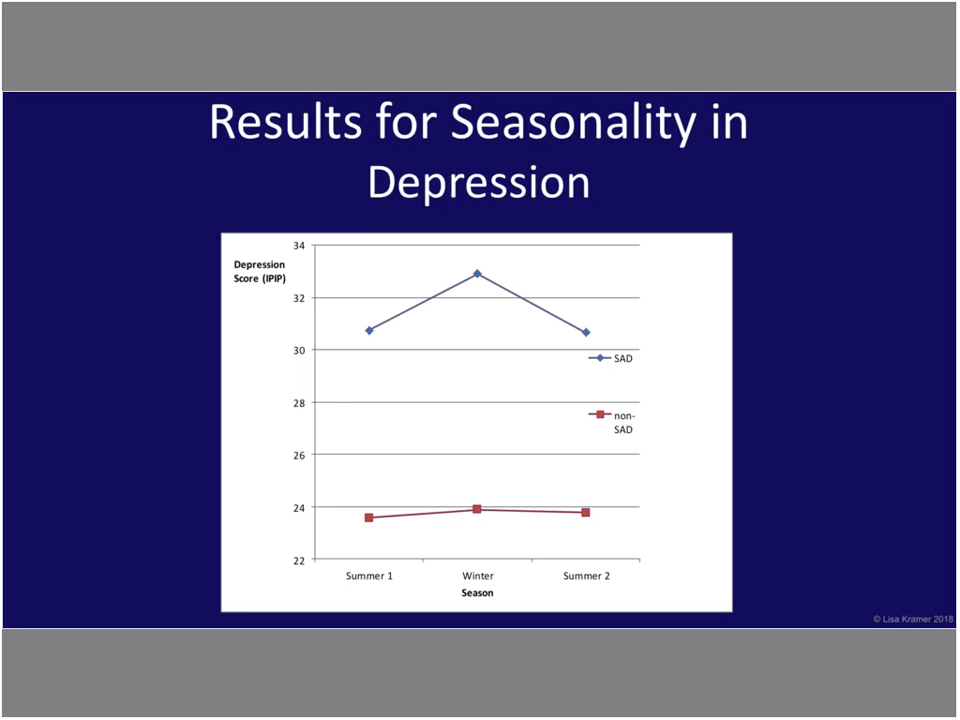 Results for Seasonality in
Depression
Depression
Score (IPIP)
34
32
30
28
26
24
22
SAD
non-
SAD
Summer 1
Winter
Summer 2
Season
© Lisa Kramer 2018